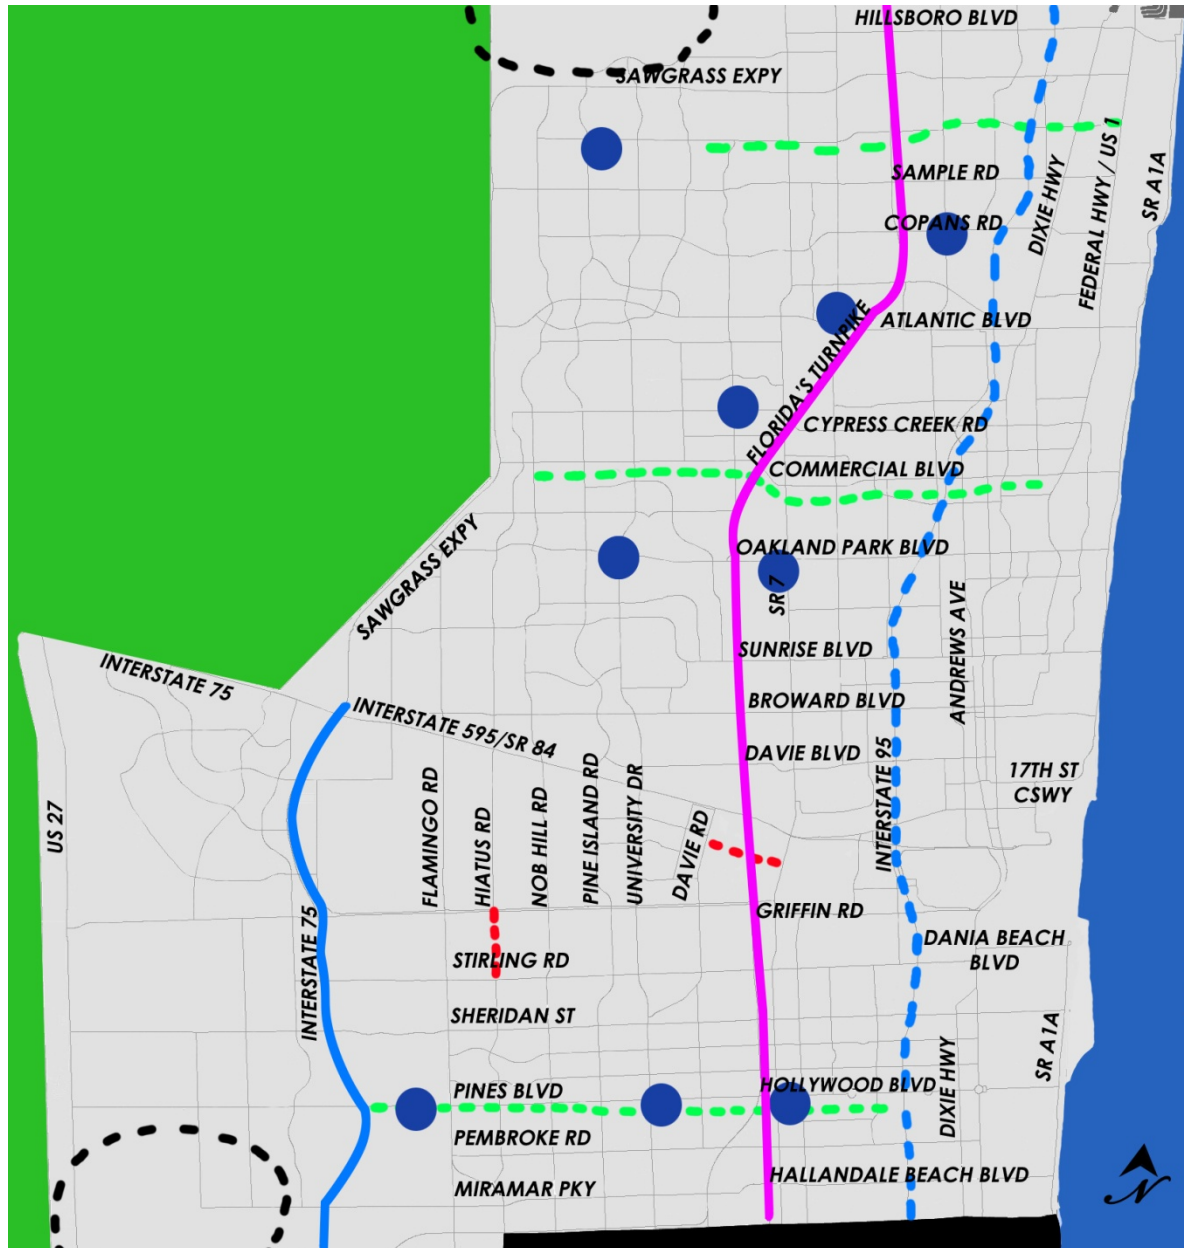 HILLSBORO BLVD
SAWGRASS EXPY
SAMPLE RD
COPANS RD
DIXIE HWY
FEDERAL HWY / US 1
SR A1A
ATLANTIC BLVD
FLORIDA'S TURNPIKE
CYPRESS CREEK RD
COMMERCIAL BLVD
OAKLAND PARK BLVD
SAWGRASS EXPY
SR 7
ANDREWS AVE
SUNRISE BLVD
INTERSTATE 75
BROWARD BLVD
INTERSTATE 595/SR 84
DAVIE BLVD
17TH ST
CSWY
US 27
FLAMINGO RD
HIATUS RD
NOB HILL RD
PINE ISLAND RD
UNIVERSITY DR
DAVIE RD
INTERSTATE 95
GRIFFIN RD
DANIA BEACH
BLVD
INTERSTATE 75
STIRLING RD
SHERIDAN ST
SR A1A
DIXIE HWY
PINES BLVD
HOLLYWOOD BLVD
PEMBROKE RD
HALLANDALE BEACH BLVD
MIRAMAR PKY
N